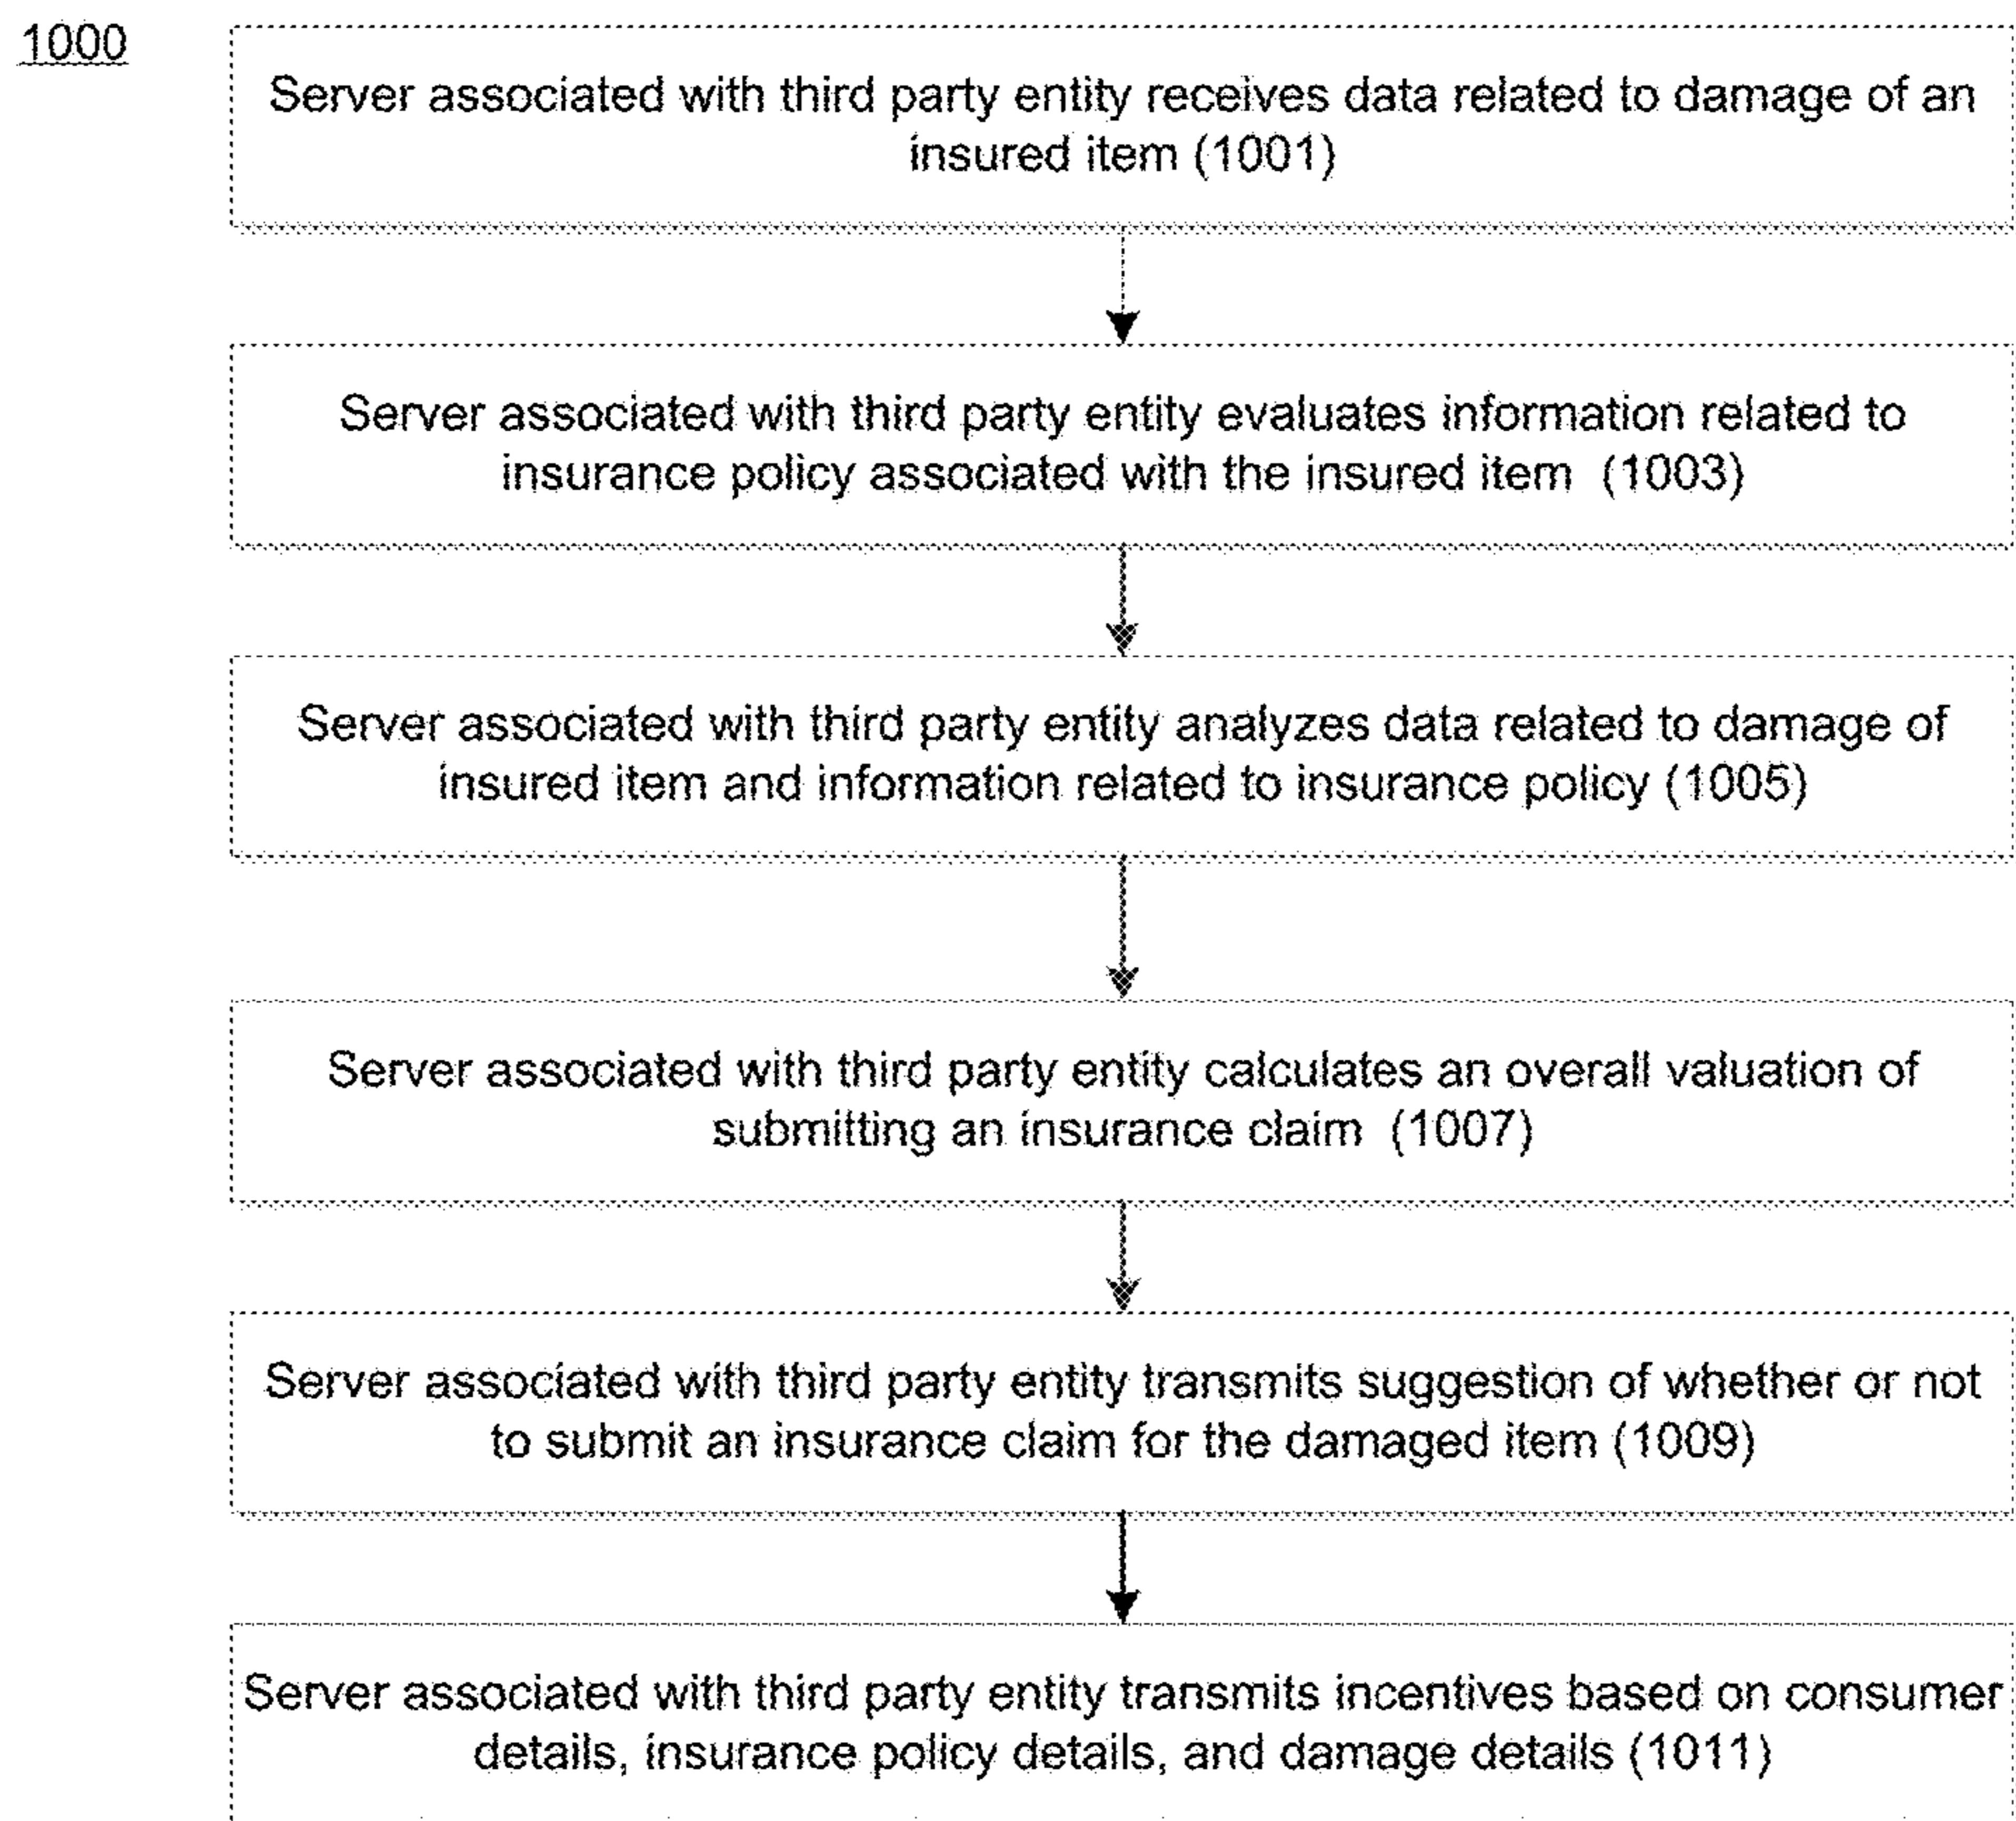 1000
Server associated with third party entity receives data related to damage of an
insured item (1001)
Server associated with third party entity evaluates information related to
insurance policy associated with the insured item (1003)
Server associated with third party entity analyzes data related to damage of
insured item and information related to insurance policy (1005)
Server associated with third party entity calculates an overall valuation of
submitting an insurance claim (1007)
Server associated with third party entity transmits suggestion of whether or not
to submit an insurance claim for the damaged item (1009)
Server associated with third party entity transmits incentives based on consumer
details, insurance policy details, and damage details (1011)